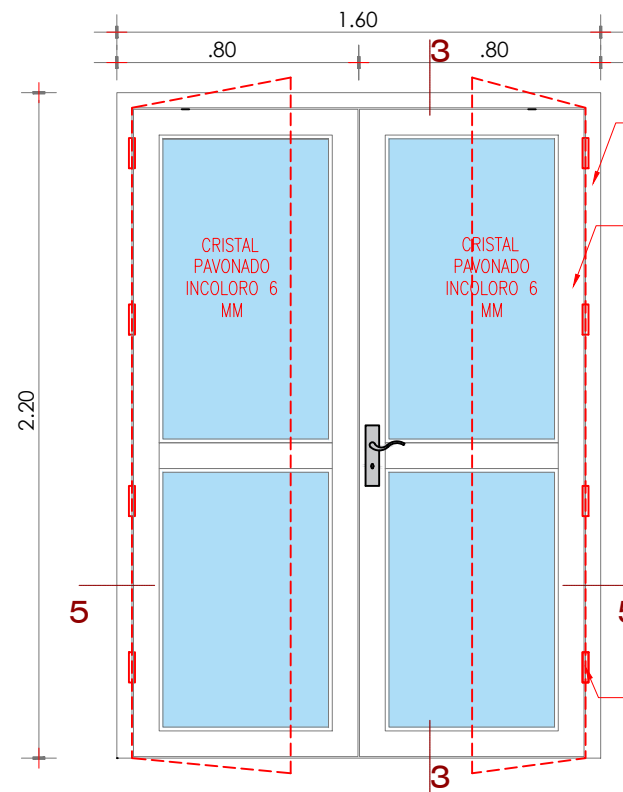 1.60
.80
.80
3
CRISTAL
PAVONADO
INCOLORO 6
MM
CRISTAL
PAVONADO
INCOLORO 6
MM
2.20
5
5
3